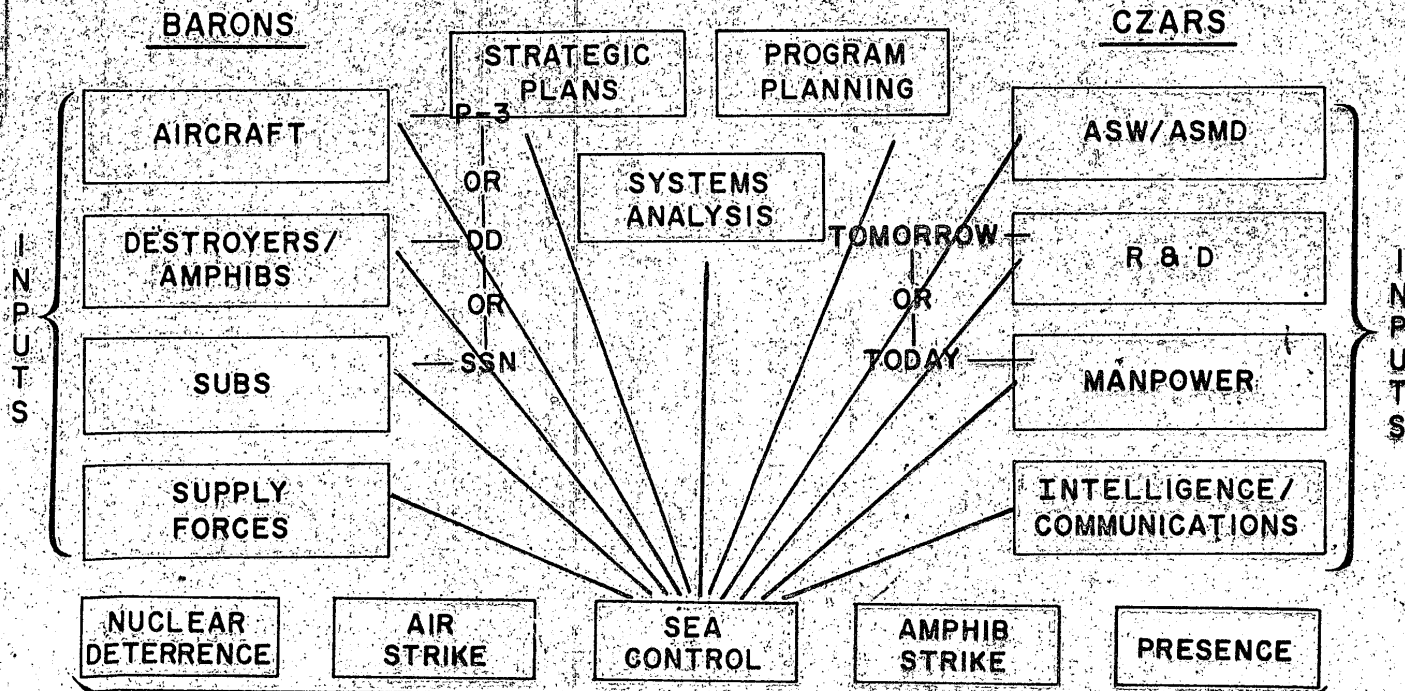 BARONS
CZARS
STRATEGIC
PLANS
PROGRAM
PLANNING
SYSTEMS
ANALYSIS
INPUTS
AIRCRAFT
DESTROYERS/
AMPHIBS
SUBS
SUPPLY
FORCES
P-3
OR
DD
OR
SSN
TOMORROW
OR
TODAY
ASW/ASMD
R & D
MANPOWER
INTELLIGENCE/
COMMUNICATIONS
INPUTS
NUCLEAR
DETERRENCE
AIR
STRIKE
SEA
CONTROL
AMPHIB
STRIKE
PRESENCE